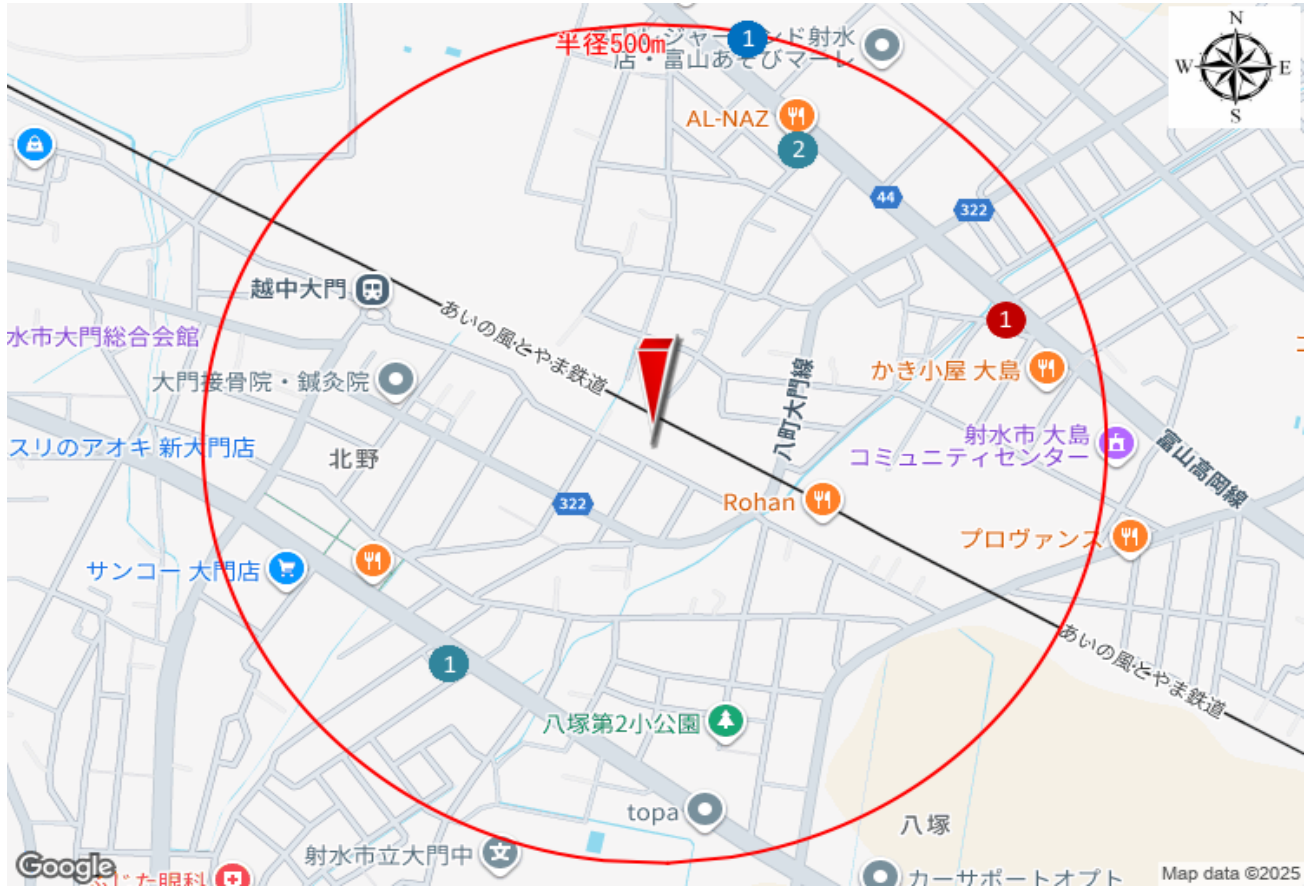 半径500m
1
ンド射水
店・富山あそびマーレ
N
W
E
S
AL-NAZ
2
44
322
越中大門
あいの風とやま鉄道
水市大門総合会館
大門接骨院・鍼灸院
1
かき小屋 大島
八町大門線
射水市 大島
コミュニティセンター
富山高岡線
スリのアオキ 新大門店
北野
322
Rohan
プロヴァンス
サンコー 大門店
1
あいの風とやま鉄道
八塚第2小公園
topa
八塚
射水市立大門中
Google
ふじた眼科
カーサポートオプト
Map data ©2025